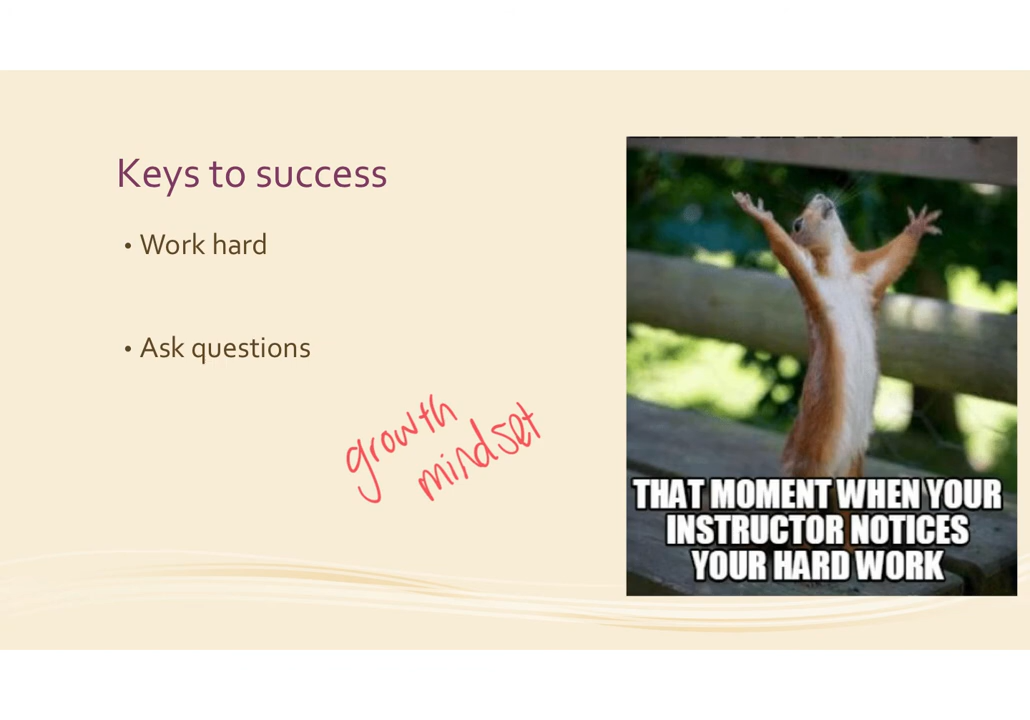 Keys to success
• Work hard
• Ask questions
growth
mindset
THAT MOMENT WHEN YOUR
INSTRUCTOR NOTICES
YOUR HARD WORK